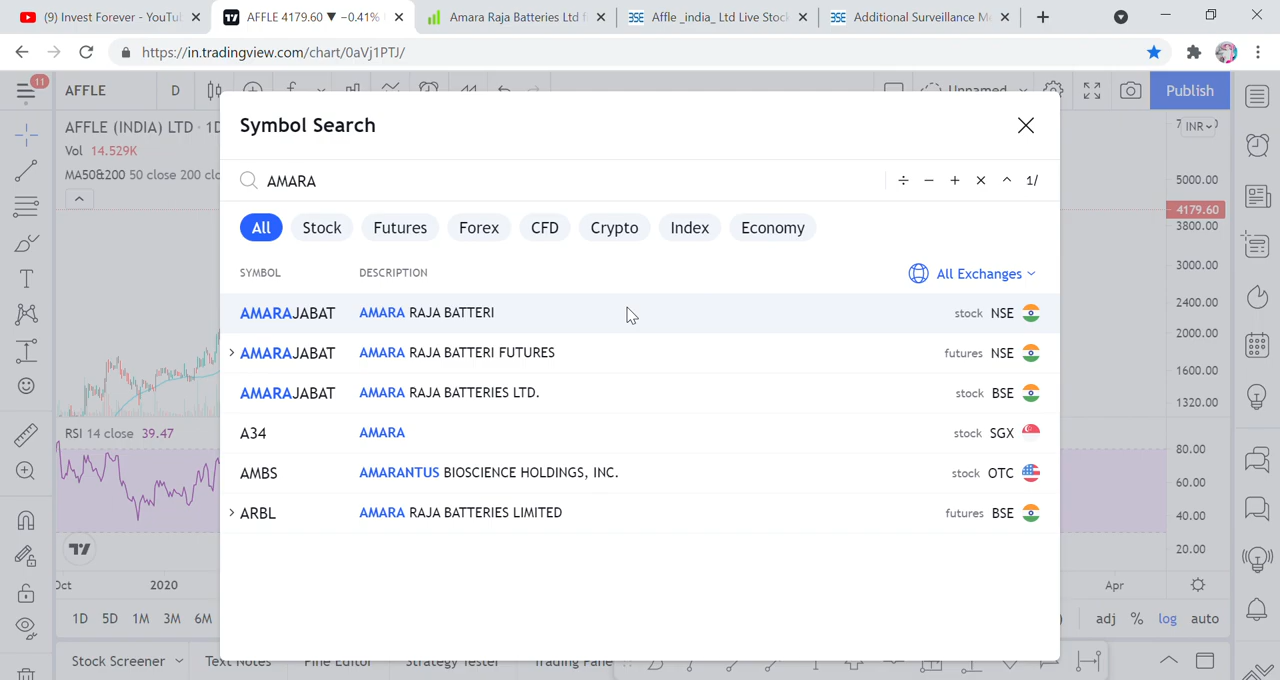 (9) Invest Forever - YouTu
AFFLE 4179.60 ▼ −0.41%
Amara Raja Batteries Ltd f
Affle _india_ Ltd Live Stock
Additional Surveillance M
https://in.tradingview.com/chart/0aVj1PTJ/
11
AFFLE
D
Unnamed
Publish
AFFLE (INDIA) LTD · 1D
Vol 14.529K
MA50&200 50 close 200 clo
INR
5000.00
4179.60
3800.00
3000.00
2400.00
2000.00
1600.00
1320.00
Symbol Search
AMARA
÷ − + × ^ 1/
All Stock Futures Forex CFD Crypto Index Economy
SYMBOL DESCRIPTION All Exchanges
AMARAJABAT AMARA RAJA BATTERI stock NSE
AMARAJABAT AMARA RAJA BATTERI FUTURES futures NSE
AMARAJABAT AMARA RAJA BATTERIES LTD. stock BSE
A34 AMARA stock SGX
AMBS AMARANTUS BIOSCIENCE HOLDINGS, INC. stock OTC
ARBL AMARA RAJA BATTERIES LIMITED futures BSE
RSI 14 close 39.47
80.00
60.00
40.00
20.00
Oct 2020 Apr
1D 5D 1M 3M 6M adj % log auto
Stock Screener Text Notes Pine Editor Strategy Tester Trading Pane